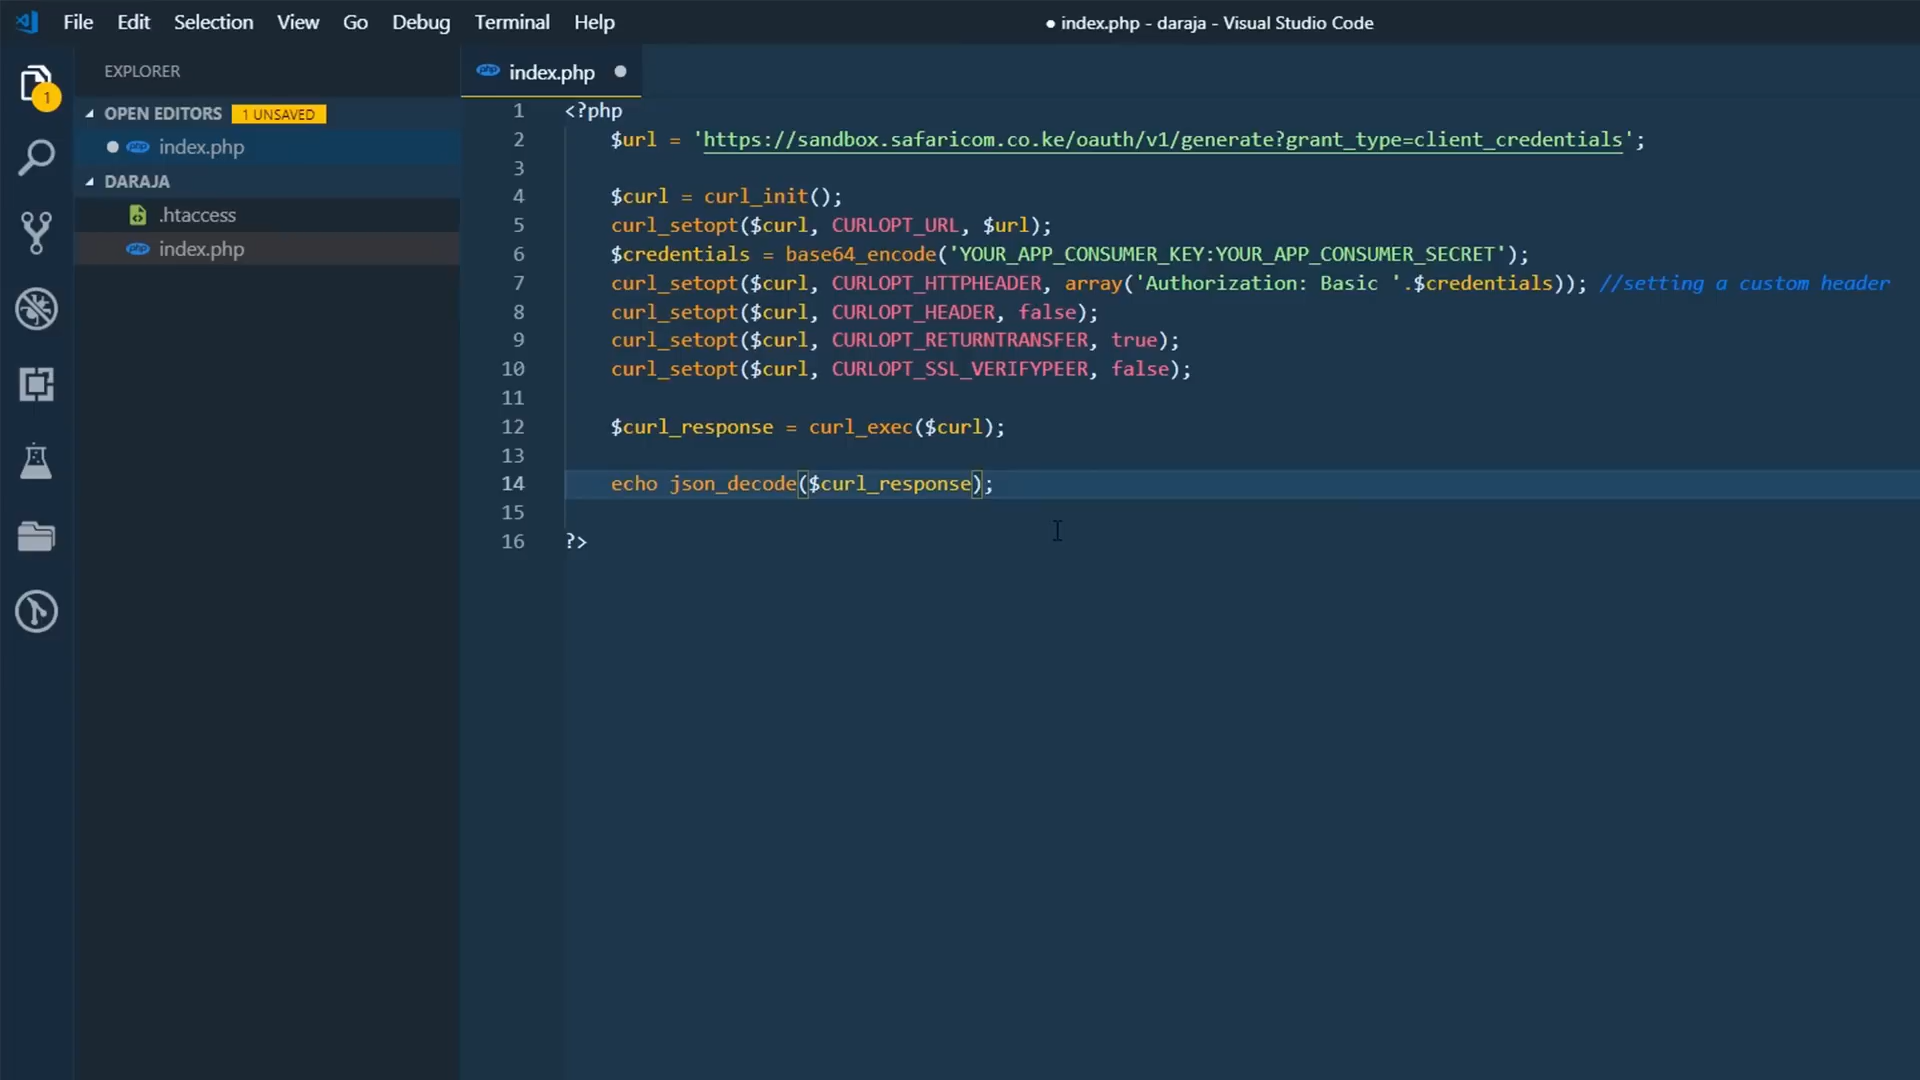 File Edit Selection View Go Debug Terminal Help
● index.php - daraja - Visual Studio Code
EXPLORER
1
OPEN EDITORS 1 UNSAVED
● php index.php
DARAJA
.htaccess
php index.php
php index.php ●
1 <?php
2 $url = 'https://sandbox.safaricom.co.ke/oauth/v1/generate?grant_type=client_credentials';
3
4 $curl = curl_init();
5 curl_setopt($curl, CURLOPT_URL, $url);
6 $credentials = base64_encode('YOUR_APP_CONSUMER_KEY:YOUR_APP_CONSUMER_SECRET');
7 curl_setopt($curl, CURLOPT_HTTPHEADER, array('Authorization: Basic '.$credentials)); //setting a custom header
8 curl_setopt($curl, CURLOPT_HEADER, false);
9 curl_setopt($curl, CURLOPT_RETURNTRANSFER, true);
10 curl_setopt($curl, CURLOPT_SSL_VERIFYPEER, false);
11
12 $curl_response = curl_exec($curl);
13
14 echo json_decode($curl_response);
15
16 ?>